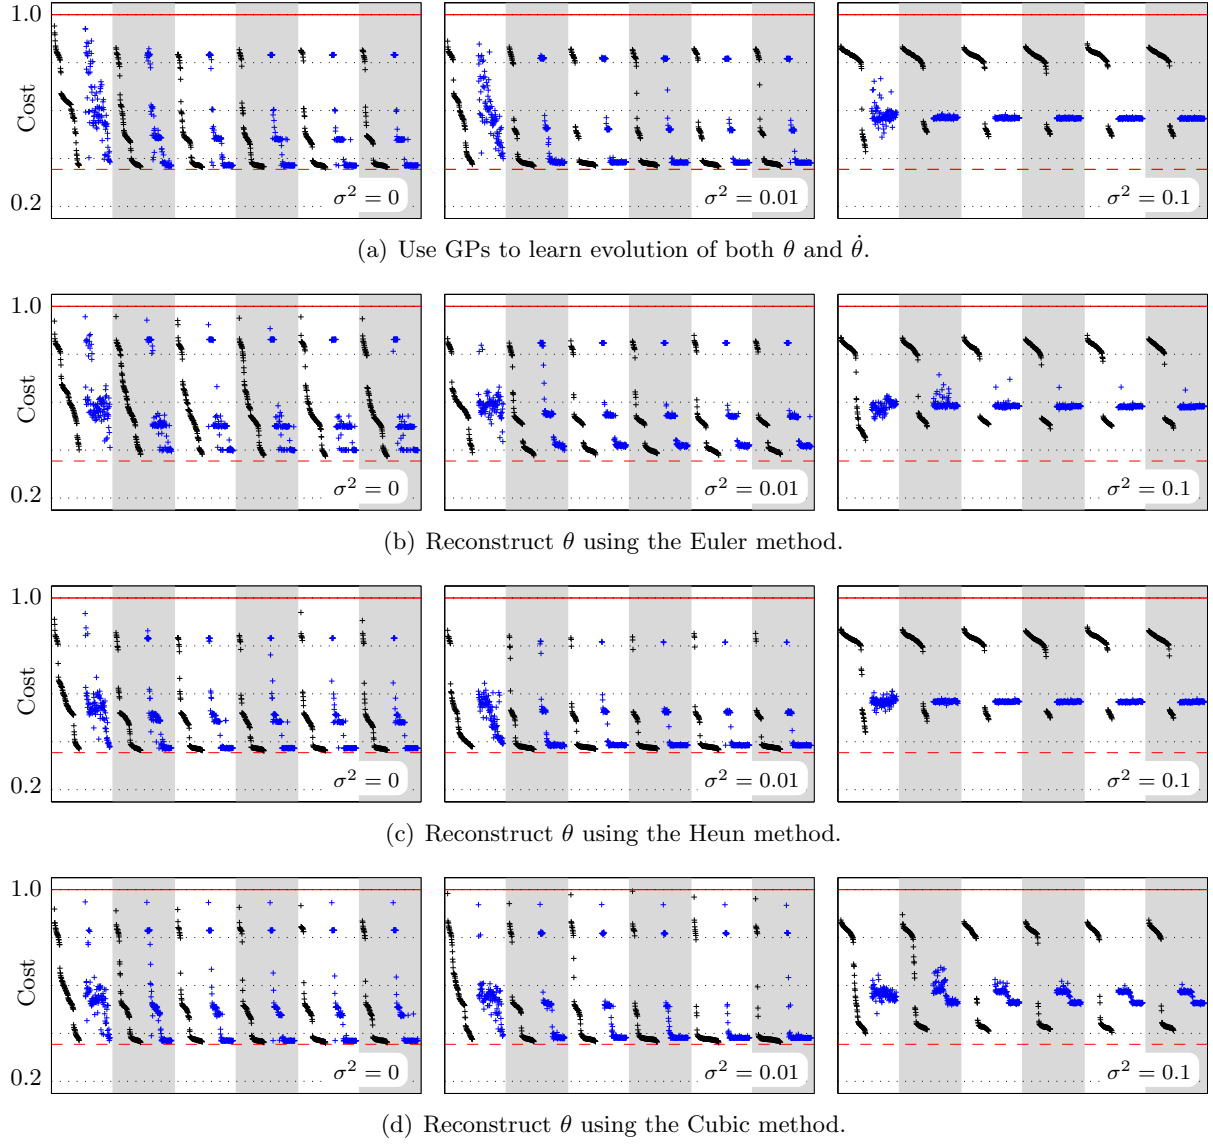 1.0
Cost
0.2
σ² = 0
σ² = 0.01
σ² = 0.1
(a) Use GPs to learn evolution of both θ and θ̇.
1.0
Cost
0.2
σ² = 0
σ² = 0.01
σ² = 0.1
(b) Reconstruct θ using the Euler method.
1.0
Cost
0.2
σ² = 0
σ² = 0.01
σ² = 0.1
(c) Reconstruct θ using the Heun method.
1.0
Cost
0.2
σ² = 0
σ² = 0.01
σ² = 0.1
(d) Reconstruct θ using the Cubic method.